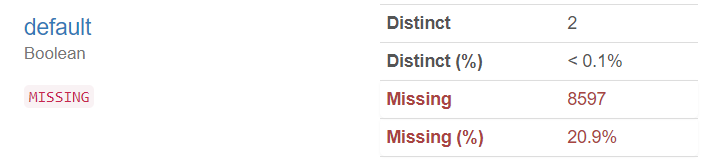 default
Boolean
MISSING
Distinct 2
Distinct (%) < 0.1%
Missing 8597
Missing (%) 20.9%